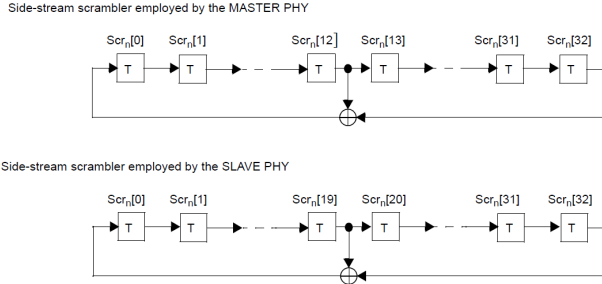 Side-stream scrambler employed by the MASTER PHY
Scrn[0] Scrn[1] Scrn[12] Scrn[13] Scrn[31] Scrn[32]
T T T T T T
Side-stream scrambler employed by the SLAVE PHY
Scrn[0] Scrn[1] Scrn[19] Scrn[20] Scrn[31] Scrn[32]
T T T T T T